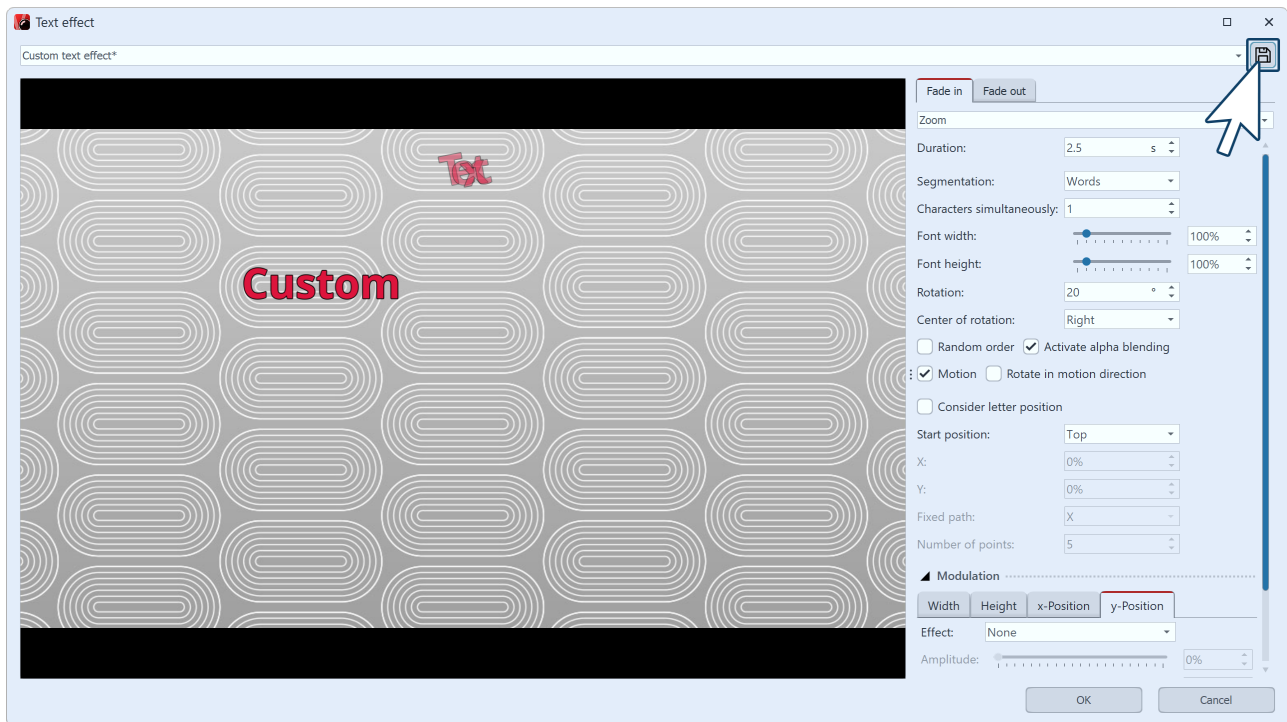 Text effect
Custom text effect*
Fade in Fade out
Zoom
Duration: 2.5 s
Segmentation: Words
Characters simultaneously: 1
Font width: 100%
Font height: 100%
Rotation: 20 °
Center of rotation: Right
Random order Activate alpha blending
Motion Rotate in motion direction
Consider letter position
Start position: Top
X: 0%
Y: 0%
Fixed path: X
Number of points: 5
Modulation
Width Height x-Position y-Position
Effect: None
Amplitude: 0%
OK Cancel
Text
Custom